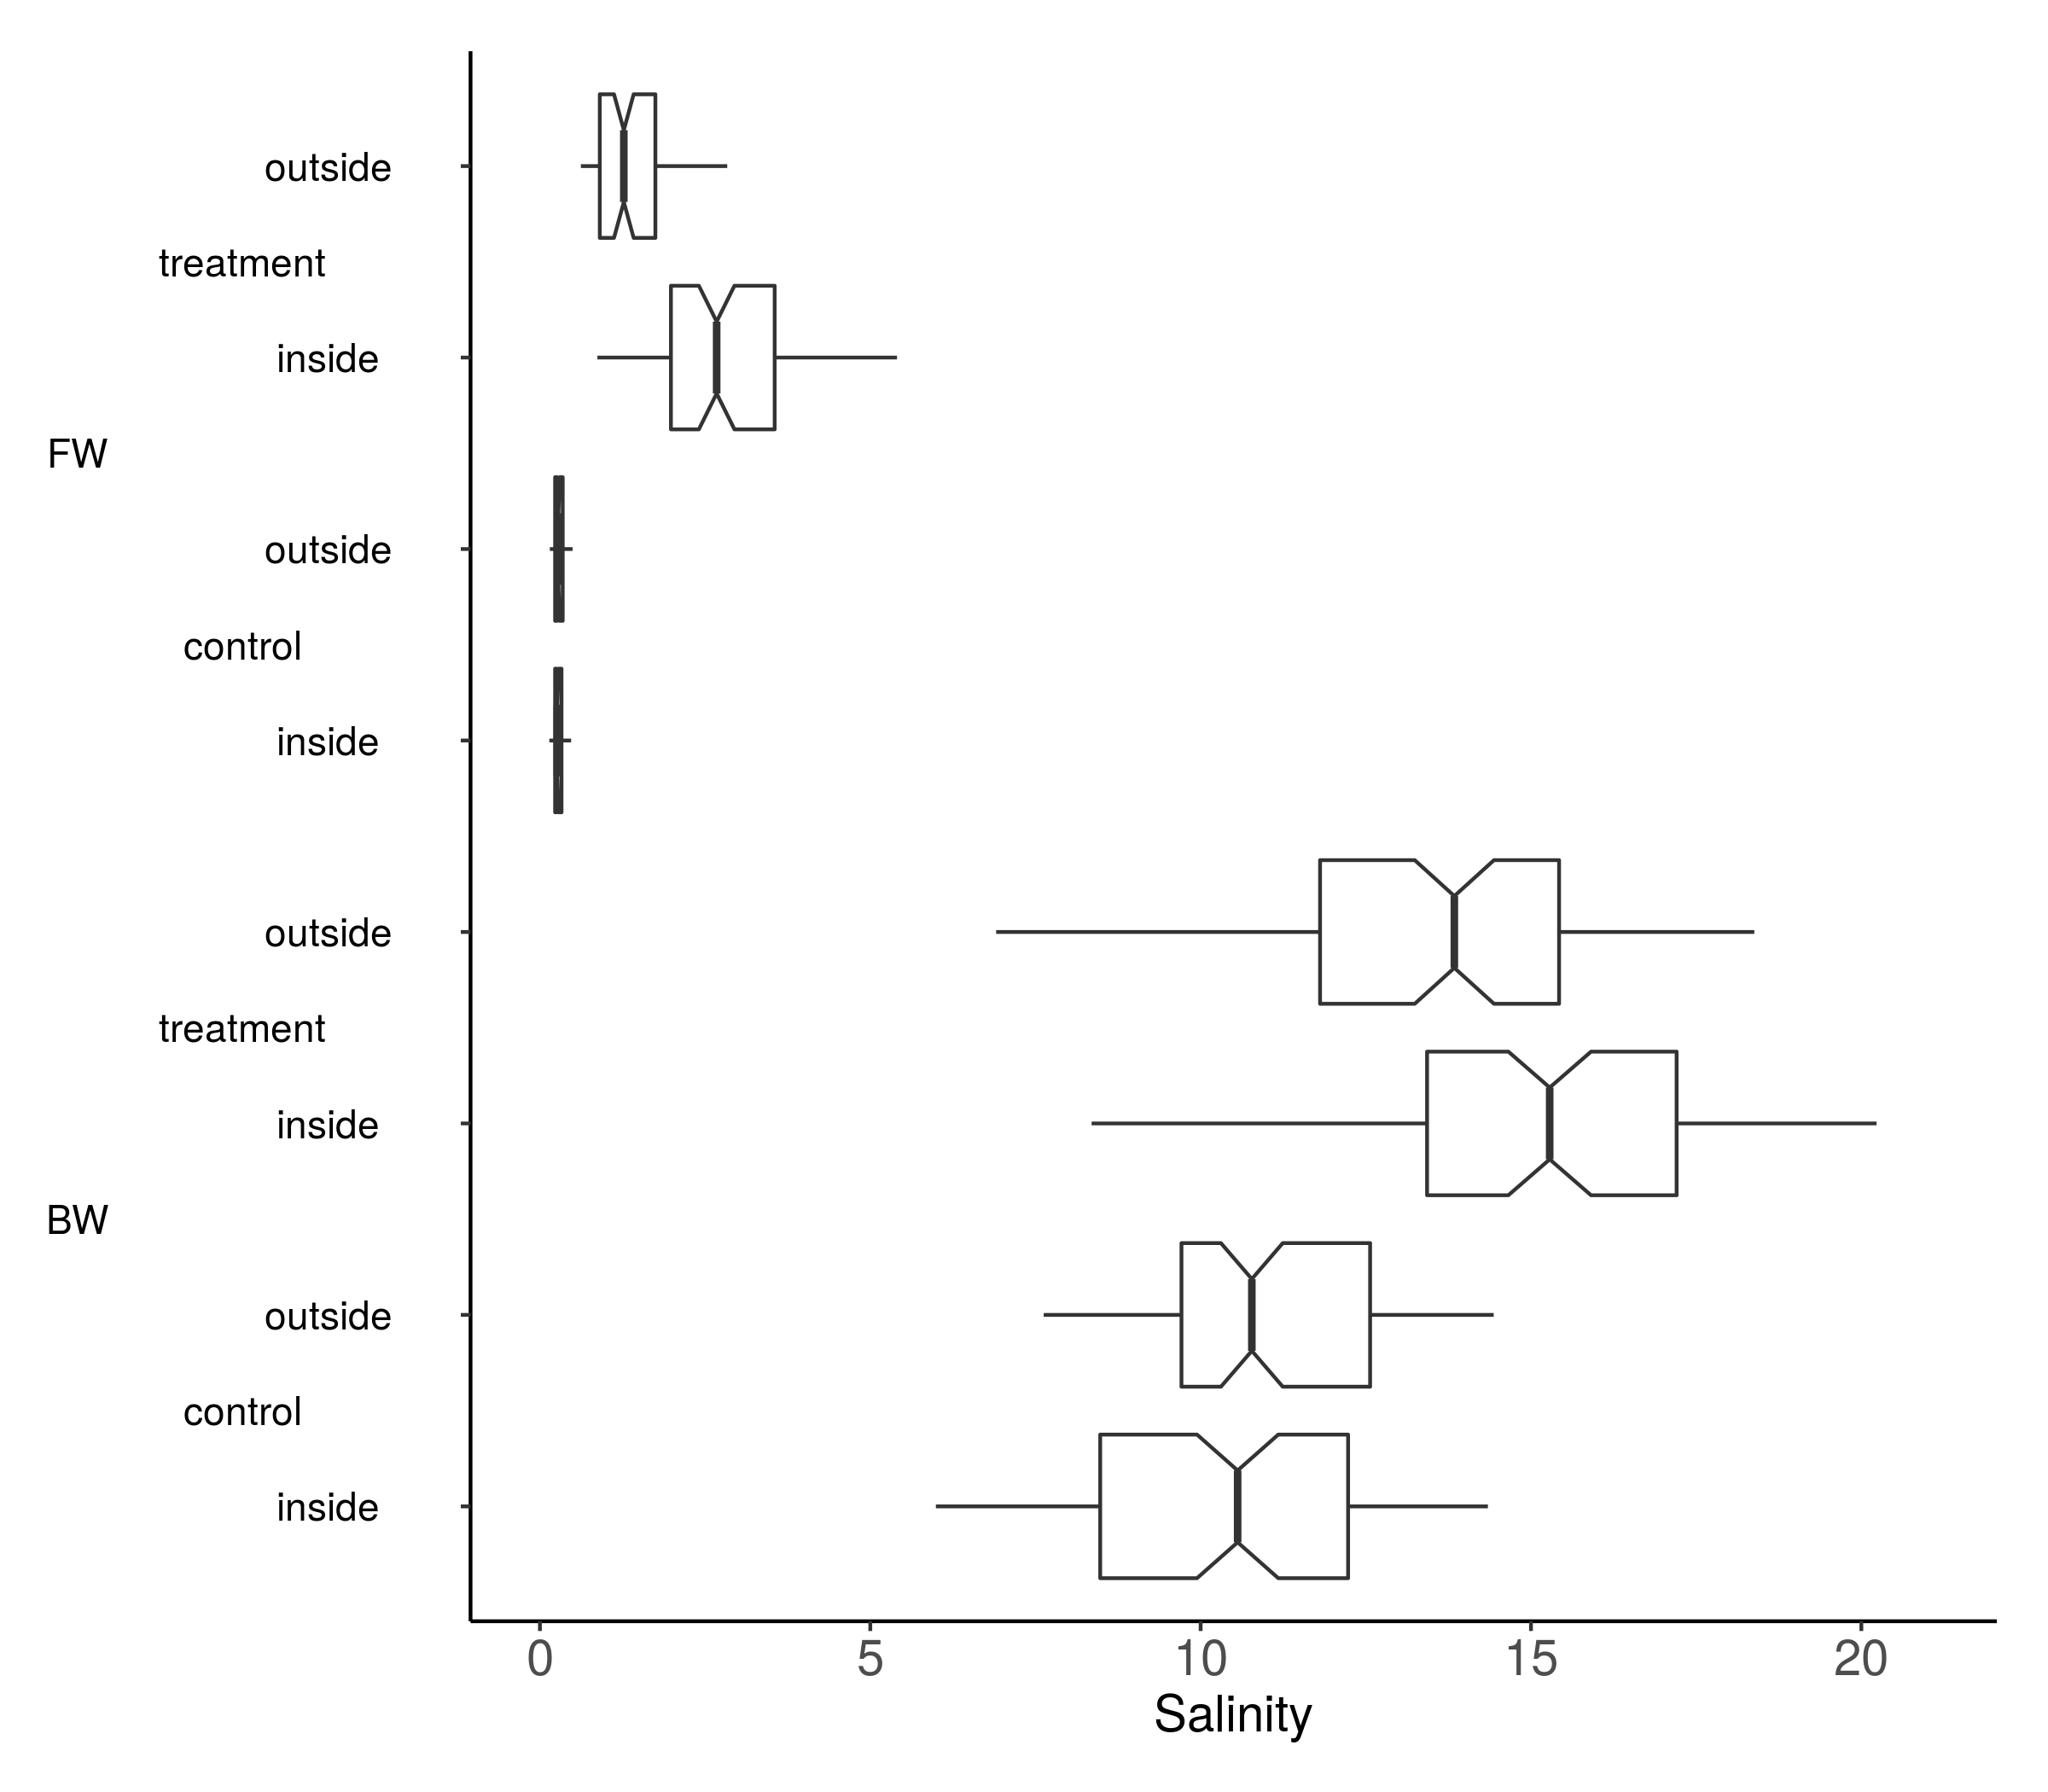 outside
treatment
inside
FW
outside
control
inside
outside
treatment
inside
BW
outside
control
inside
0 5 10 15 20
Salinity